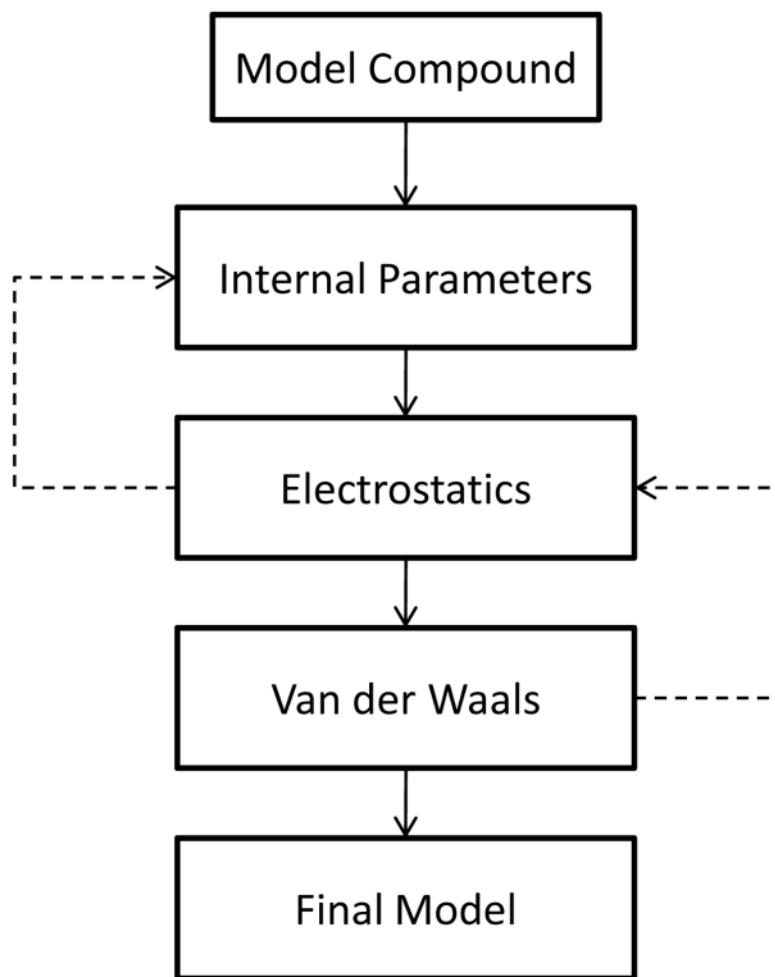 Model Compound
Internal Parameters
Electrostatics
Van der Waals
Final Model